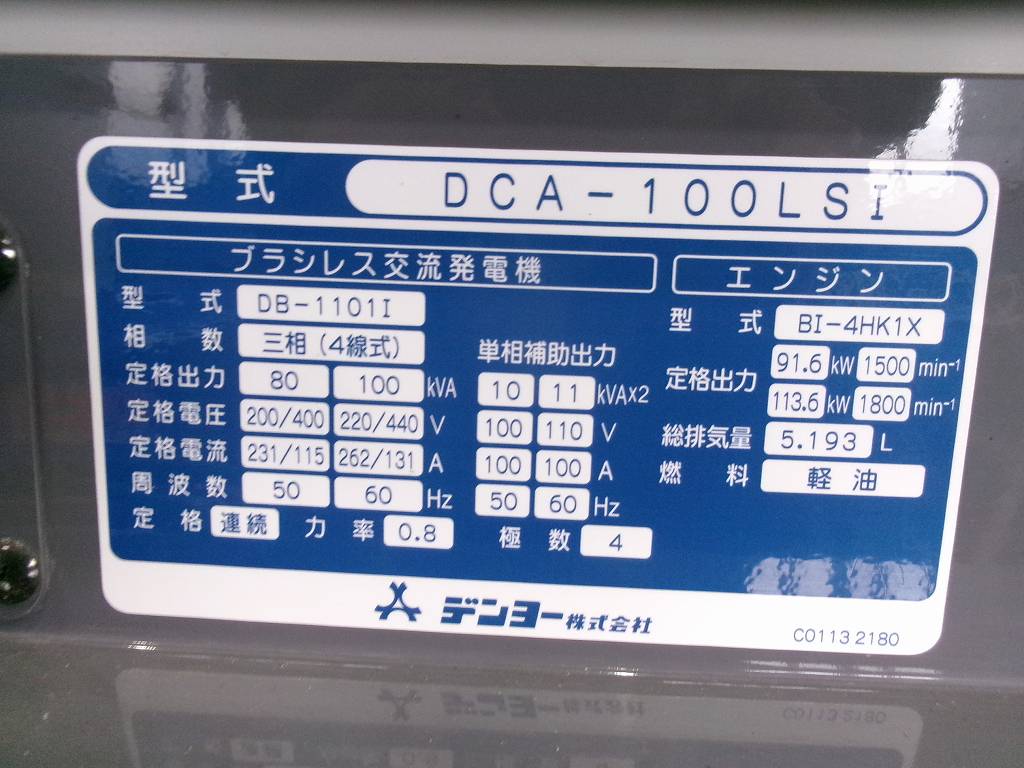 型式 DCA-100LSI
ブラシレス交流発電機
型式 DB-1101I
相数 三相(4線式)
定格出力 80 100 kVA
定格電圧 200/400 220/440 V
定格電流 231/115 262/131 A
周波数 50 60 Hz
定格 連続 力率 0.8 極数 4
単相補助出力
10 11 kVA×2
100 110 V
100 100 A
50 60 Hz
エンジン
型式 BI-4HK1X
定格出力 91.6 kW 1500 min⁻¹
113.6 kW 1800 min⁻¹
総排気量 5.193 L
燃料 軽油
デンヨー株式会社
C01132180